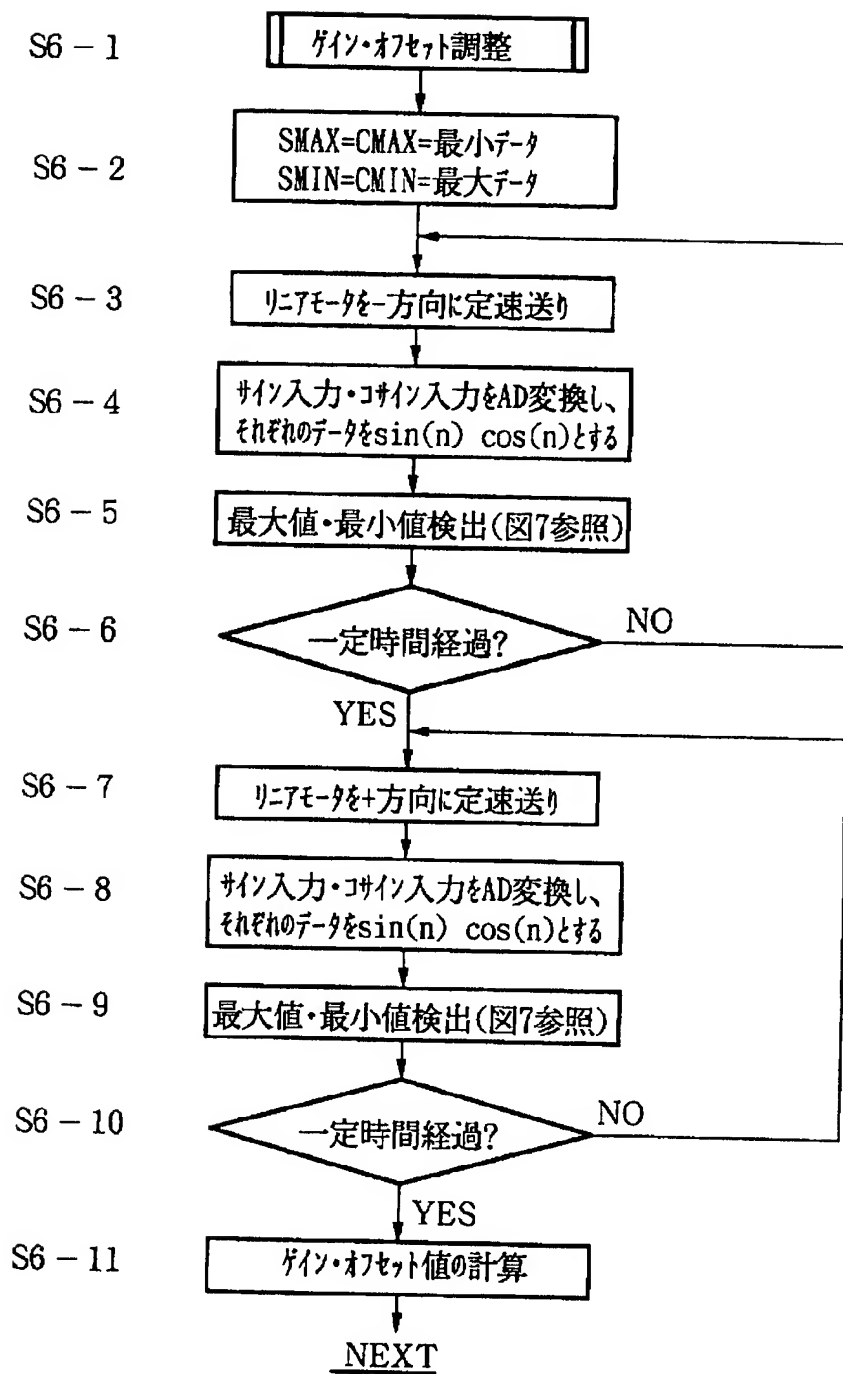 S6－1
ｹﾞｲﾝ・ｵﾌｾｯﾄ調整
S6－2
SMAX=CMAX=最小ﾃﾞｰﾀ
SMIN=CMIN=最大ﾃﾞｰﾀ
S6－3
ﾘﾆｱﾓｰﾀを－方向に定速送り
S6－4
ｻｲﾝ入力・ｺｻｲﾝ入力をAD変換し、
それぞれのﾃﾞｰﾀをsin(n) cos(n)とする
S6－5
最大値・最小値検出(図7参照)
S6－6
一定時間経過?
NO
YES
S6－7
ﾘﾆｱﾓｰﾀを+方向に定速送り
S6－8
ｻｲﾝ入力・ｺｻｲﾝ入力をAD変換し、
それぞれのﾃﾞｰﾀをsin(n) cos(n)とする
S6－9
最大値・最小値検出(図7参照)
S6－10
一定時間経過?
NO
YES
S6－11
ｹﾞｲﾝ・ｵﾌｾｯﾄ値の計算
NEXT